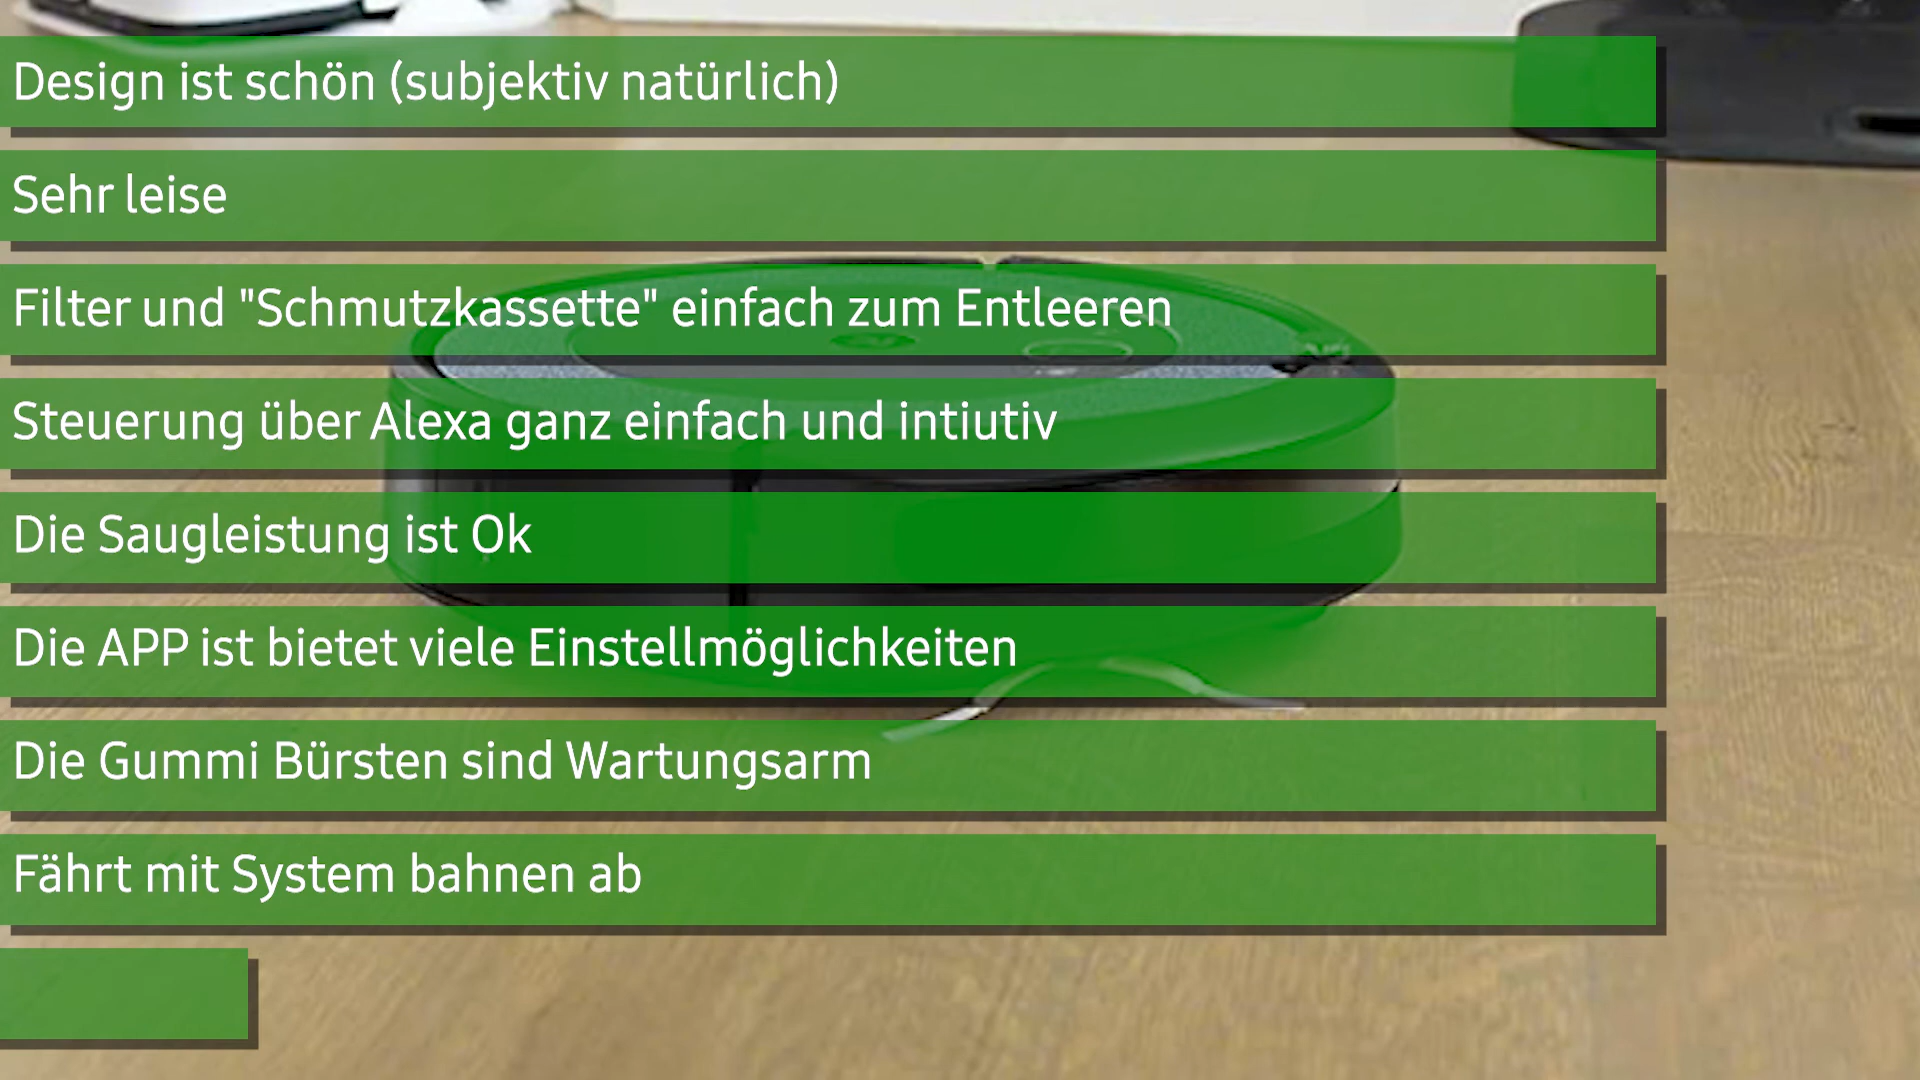 Design ist schön (subjektiv natürlich)
Sehr leise
Filter und "Schmutzkassette" einfach zum Entleeren
Steuerung über Alexa ganz einfach und intiutiv
Die Saugleistung ist Ok
Die APP ist bietet viele Einstellmöglichkeiten
Die Gummi Bürsten sind Wartungsarm
Fährt mit System bahnen ab